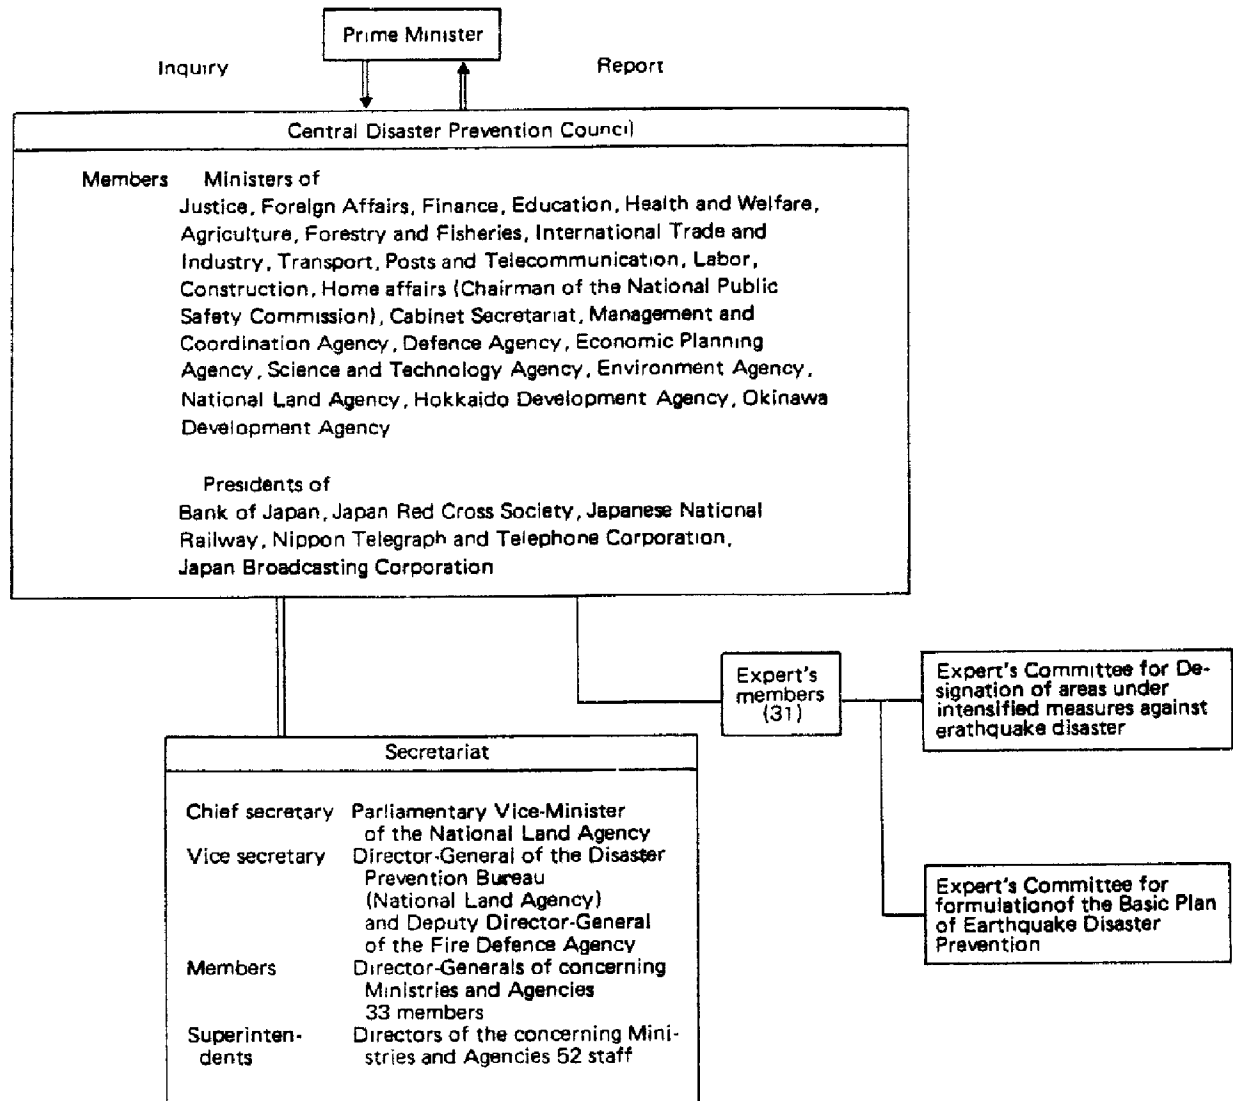 Prime Minister
Inquiry
Report
Central Disaster Prevention Council
Members Ministers of
Justice, Foreign Affairs, Finance, Education, Health and Welfare,
Agriculture, Forestry and Fisheries, International Trade and
Industry, Transport, Posts and Telecommunication, Labor,
Construction, Home affairs (Chairman of the National Public
Safety Commission), Cabinet Secretariat, Management and
Coordination Agency, Defence Agency, Economic Planning
Agency, Science and Technology Agency, Environment Agency,
National Land Agency, Hokkaido Development Agency, Okinawa
Development Agency
Presidents of
Bank of Japan, Japan Red Cross Society, Japanese National
Railway, Nippon Telegraph and Telephone Corporation,
Japan Broadcasting Corporation
Expert's
members
(31)
Expert's Committee for De-
signation of areas under
intensified measures against
erathquake disaster
Expert's Committee for
formulationof the Basic Plan
of Earthquake Disaster
Prevention
Secretariat
Chief secretary Parliamentary Vice-Minister
of the National Land Agency
Vice secretary Director-General of the Disaster
Prevention Bureau
(National Land Agency)
and Deputy Director-General
of the Fire Defence Agency
Members Director-Generals of concerning
Ministries and Agencies
33 members
Superinten- Directors of the concerning Mini-
dents stries and Agencies 52 staff